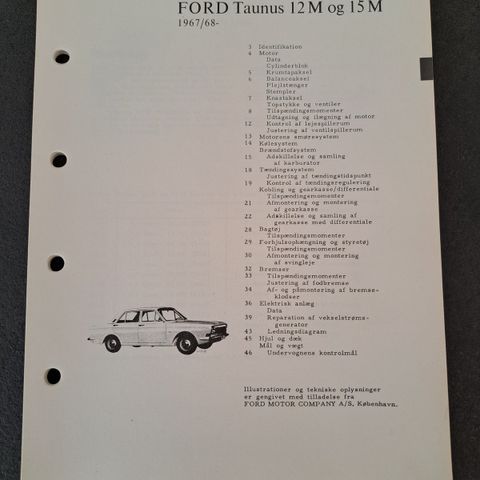 FORD Taunus 12M og 15M
1967/68-
3 Identifikation
4 Motor
Data
Cylinderblok
5 Krumtapaksel
6 Balanceaksel
Plejlstænger
Stempler
7 Knastaksel
Topstykke og ventiler
8 Tilspændingsmomenter
Udtagning og ilægning af motor
12 Kontrol af lejespillerum
Justering af ventilspillerum
13 Motorens smøresystem
14 Kølesystem
Brændstofsystem
15 Adskillelse og samling
af karburator
18 Tændingssystem
Justering af tændingstidspunkt
19 Kontrol af tændingsregulering
Kobling og gearkasse/differentiale
Tilspændingsmomenter
21 Afmontering og montering
af gearkasse
22 Adskillelse og samling af
gearkasse med differentiale
28 Bagtøj
Tilspændingsmomenter
29 Forhjulsophængning og styretøj
Tilspændingsmomenter
30 Afmontering og montering
af svingleje
32 Bremser
33 Tilspændingsmomenter
Justering af fodbremse
34 Af- og påmontering af bremse-
klodser
36 Elektrisk anlæg
Data
39 Reparation af vekselstrøms-
generator
43 Ledningsdiagram
45 Hjul og dæk
Mål og vægt
46 Undervognens kontrolmål
Illustrationer og tekniske oplysninger
er gengivet med tilladelse fra
FORD MOTOR COMPANY A/S, København.